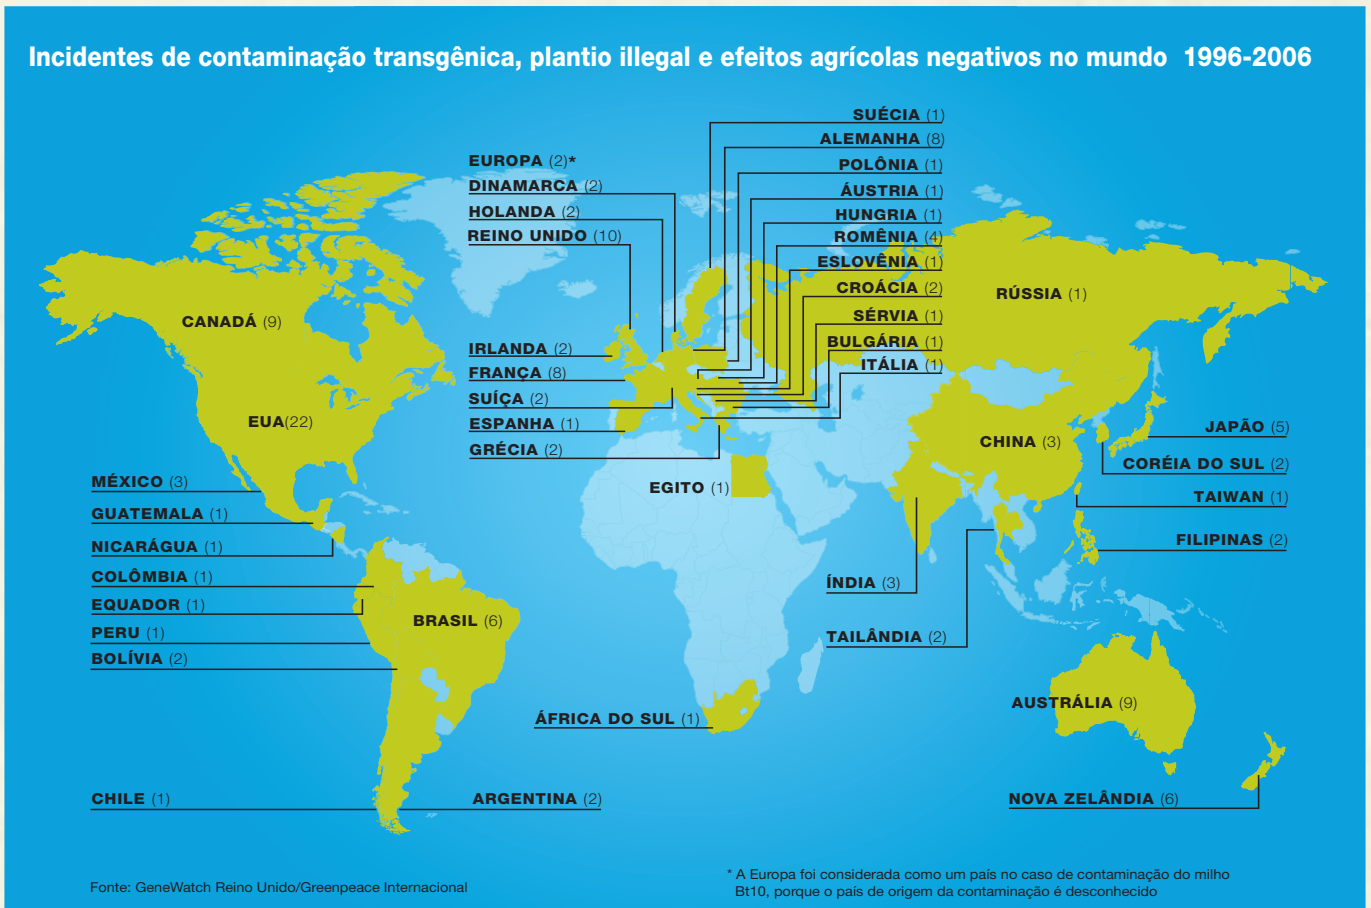 Incidentes de contaminação transgênica, plantio illegal e efeitos agrícolas negativos no mundo 1996-2006
SUÉCIA (1)
ALEMANHA (8)
POLÔNIA (1)
ÁUSTRIA (1)
HUNGRIA (1)
ROMÊNIA (4)
ESLOVÊNIA (1)
CROÁCIA (2)
SÉRVIA (1)
BULGÁRIA (1)
ITÁLIA (1)
EUROPA (2)*
DINAMARCA (2)
HOLANDA (2)
REINO UNIDO (10)
IRLANDA (2)
FRANÇA (8)
SUÍÇA (2)
ESPANHA (1)
GRÉCIA (2)
RÚSSIA (1)
CANADÁ (9)
EUA(22)
MÉXICO (3)
GUATEMALA (1)
NICARÁGUA (1)
COLÔMBIA (1)
EQUADOR (1)
PERU (1)
BOLÍVIA (2)
BRASIL (6)
CHILE (1)
ARGENTINA (2)
EGITO (1)
ÁFRICA DO SUL (1)
CHINA (3)
JAPÃO (5)
CORÉIA DO SUL (2)
TAIWAN (1)
FILIPINAS (2)
ÍNDIA (3)
TAILÂNDIA (2)
AUSTRÁLIA (9)
NOVA ZELÂNDIA (6)
Fonte: GeneWatch Reino Unido/Greenpeace Internacional
* A Europa foi considerada como um país no caso de contaminação do milho
Bt10, porque o país de origem da contaminação é desconhecido